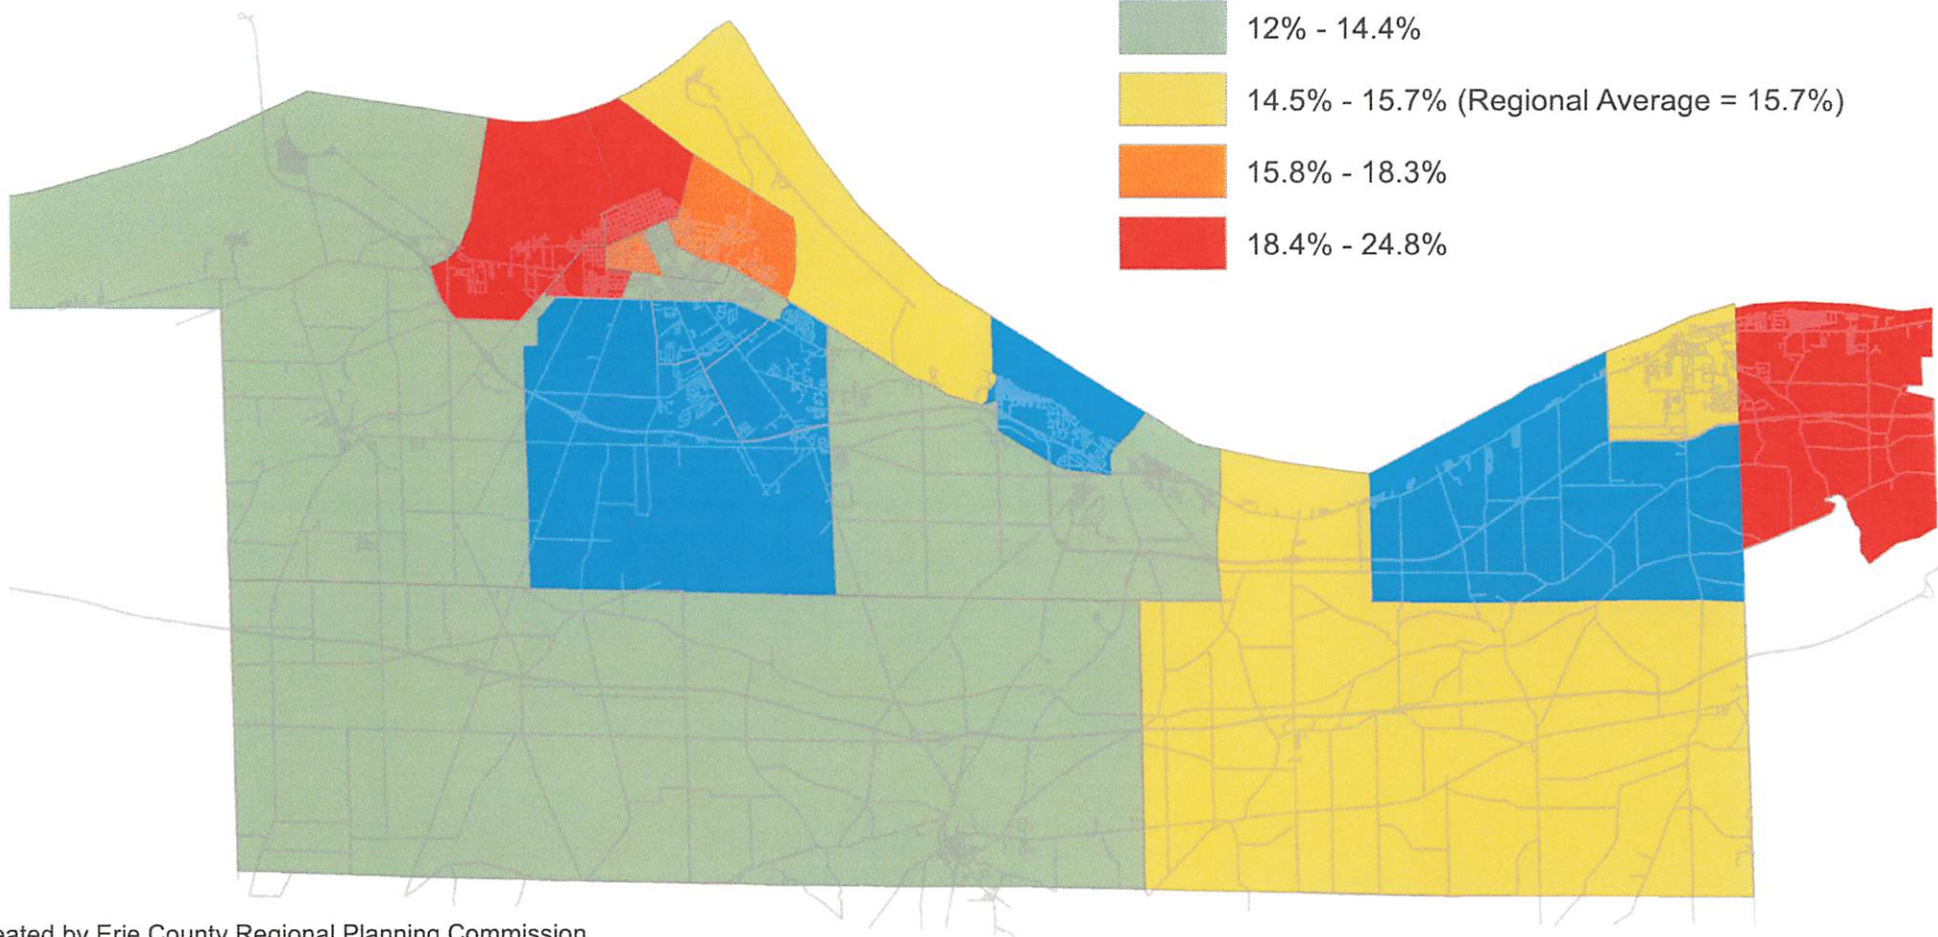 12% - 14.4%
14.5% - 15.7% (Regional Average = 15.7%)
15.8% - 18.3%
18.4% - 24.8%
eated by Erie County Regional Planning Commission